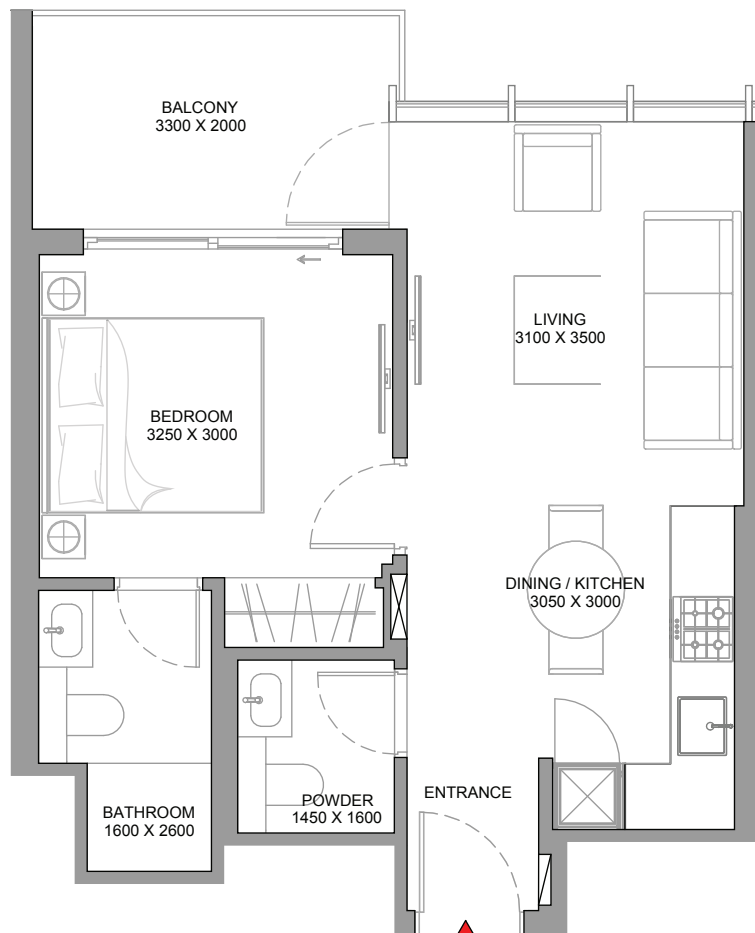 BALCONY
3300 X 2000
LIVING
3100 X 3500
BEDROOM
3250 X 3000
DINING / KITCHEN
3050 X 3000
ENTRANCE
POWDER
1450 X 1600
BATHROOM
1600 X 2600